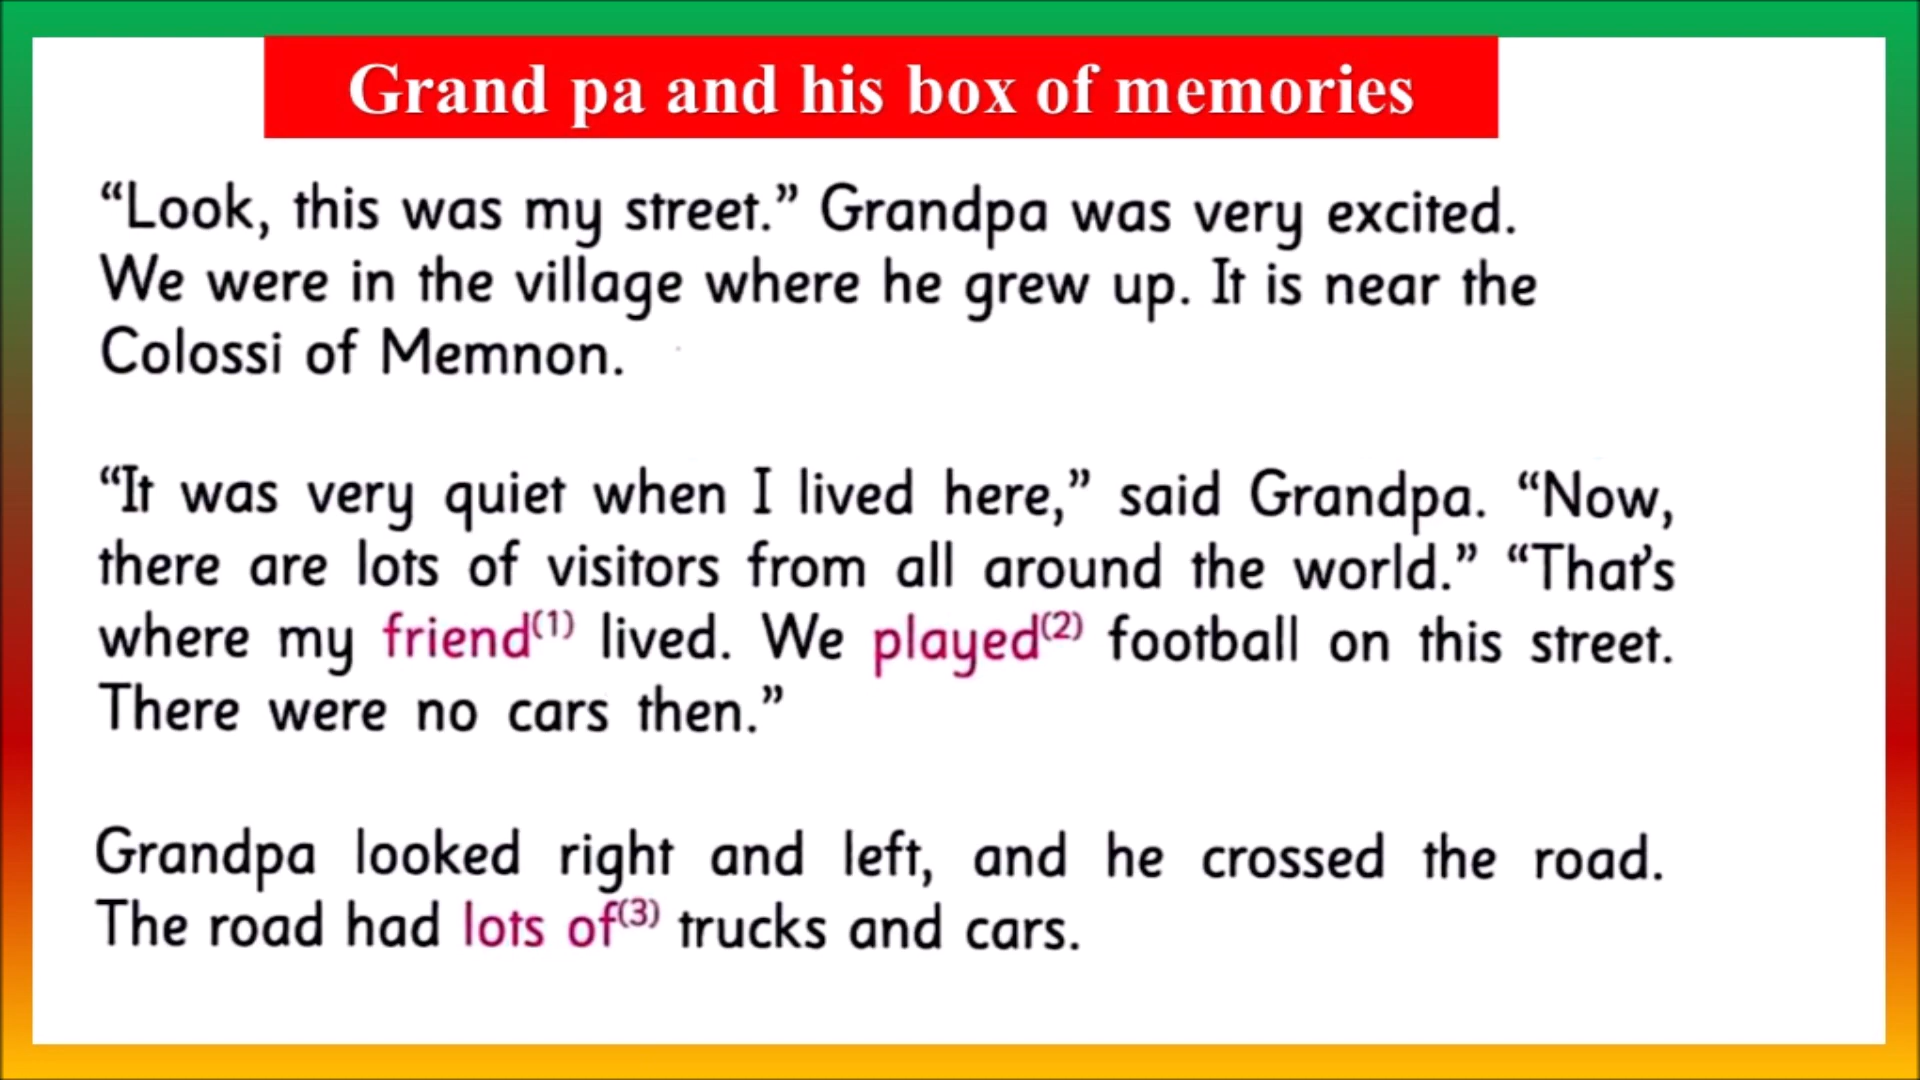 Grand pa and his box of memories
“Look, this was my street.” Grandpa was very excited.
We were in the village where he grew up. It is near the
Colossi of Memnon.
“It was very quiet when I lived here,” said Grandpa. “Now,
there are lots of visitors from all around the world.” “That’s
where my friend(1) lived. We played(2) football on this street.
There were no cars then.”
Grandpa looked right and left, and he crossed the road.
The road had lots of(3) trucks and cars.